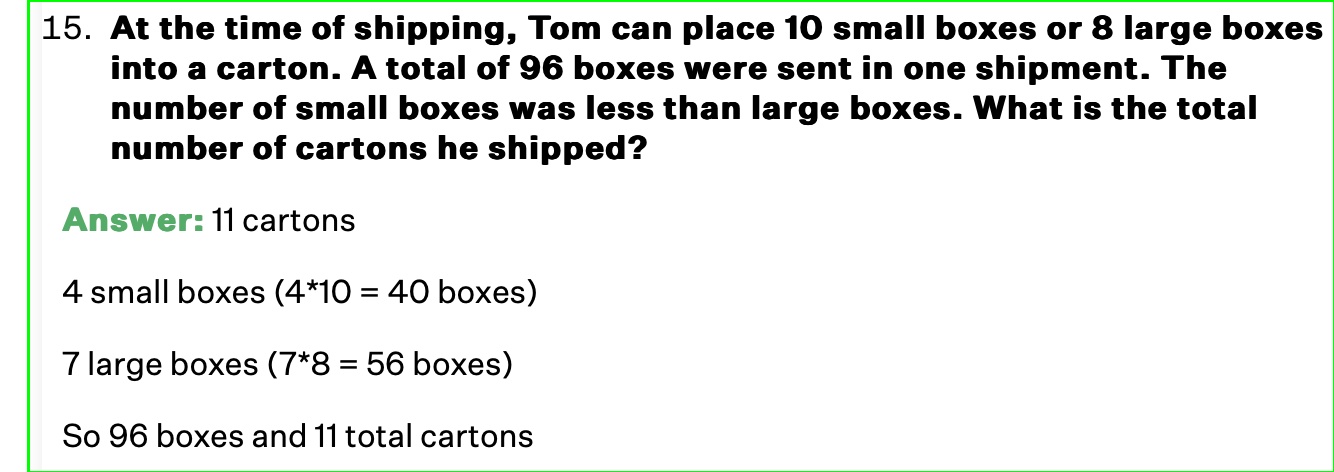 15. At the time of shipping, Tom can place 10 small boxes or 8 large boxes
into a carton. A total of 96 boxes were sent in one shipment. The
number of small boxes was less than large boxes. What is the total
number of cartons he shipped?
Answer: 11 cartons
4 small boxes (4*10 = 40 boxes)
7 large boxes (7*8 = 56 boxes)
So 96 boxes and 11 total cartons